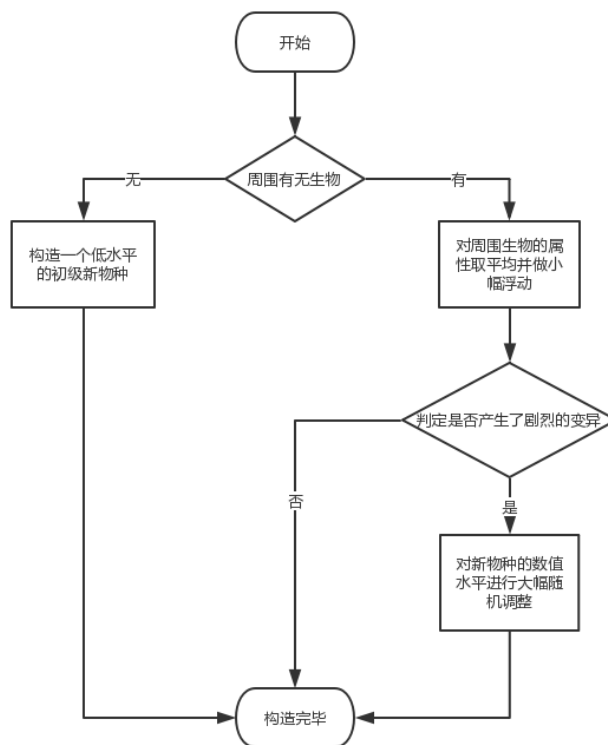 开始
周围有无生物
无
有
构造一个低水平
的初级新物种
对周围生物的属
性取平均并做小
幅浮动
判定是否产生了剧烈的变异
否
是
对新物种的数值
水平进行大幅随
机调整
构造完毕